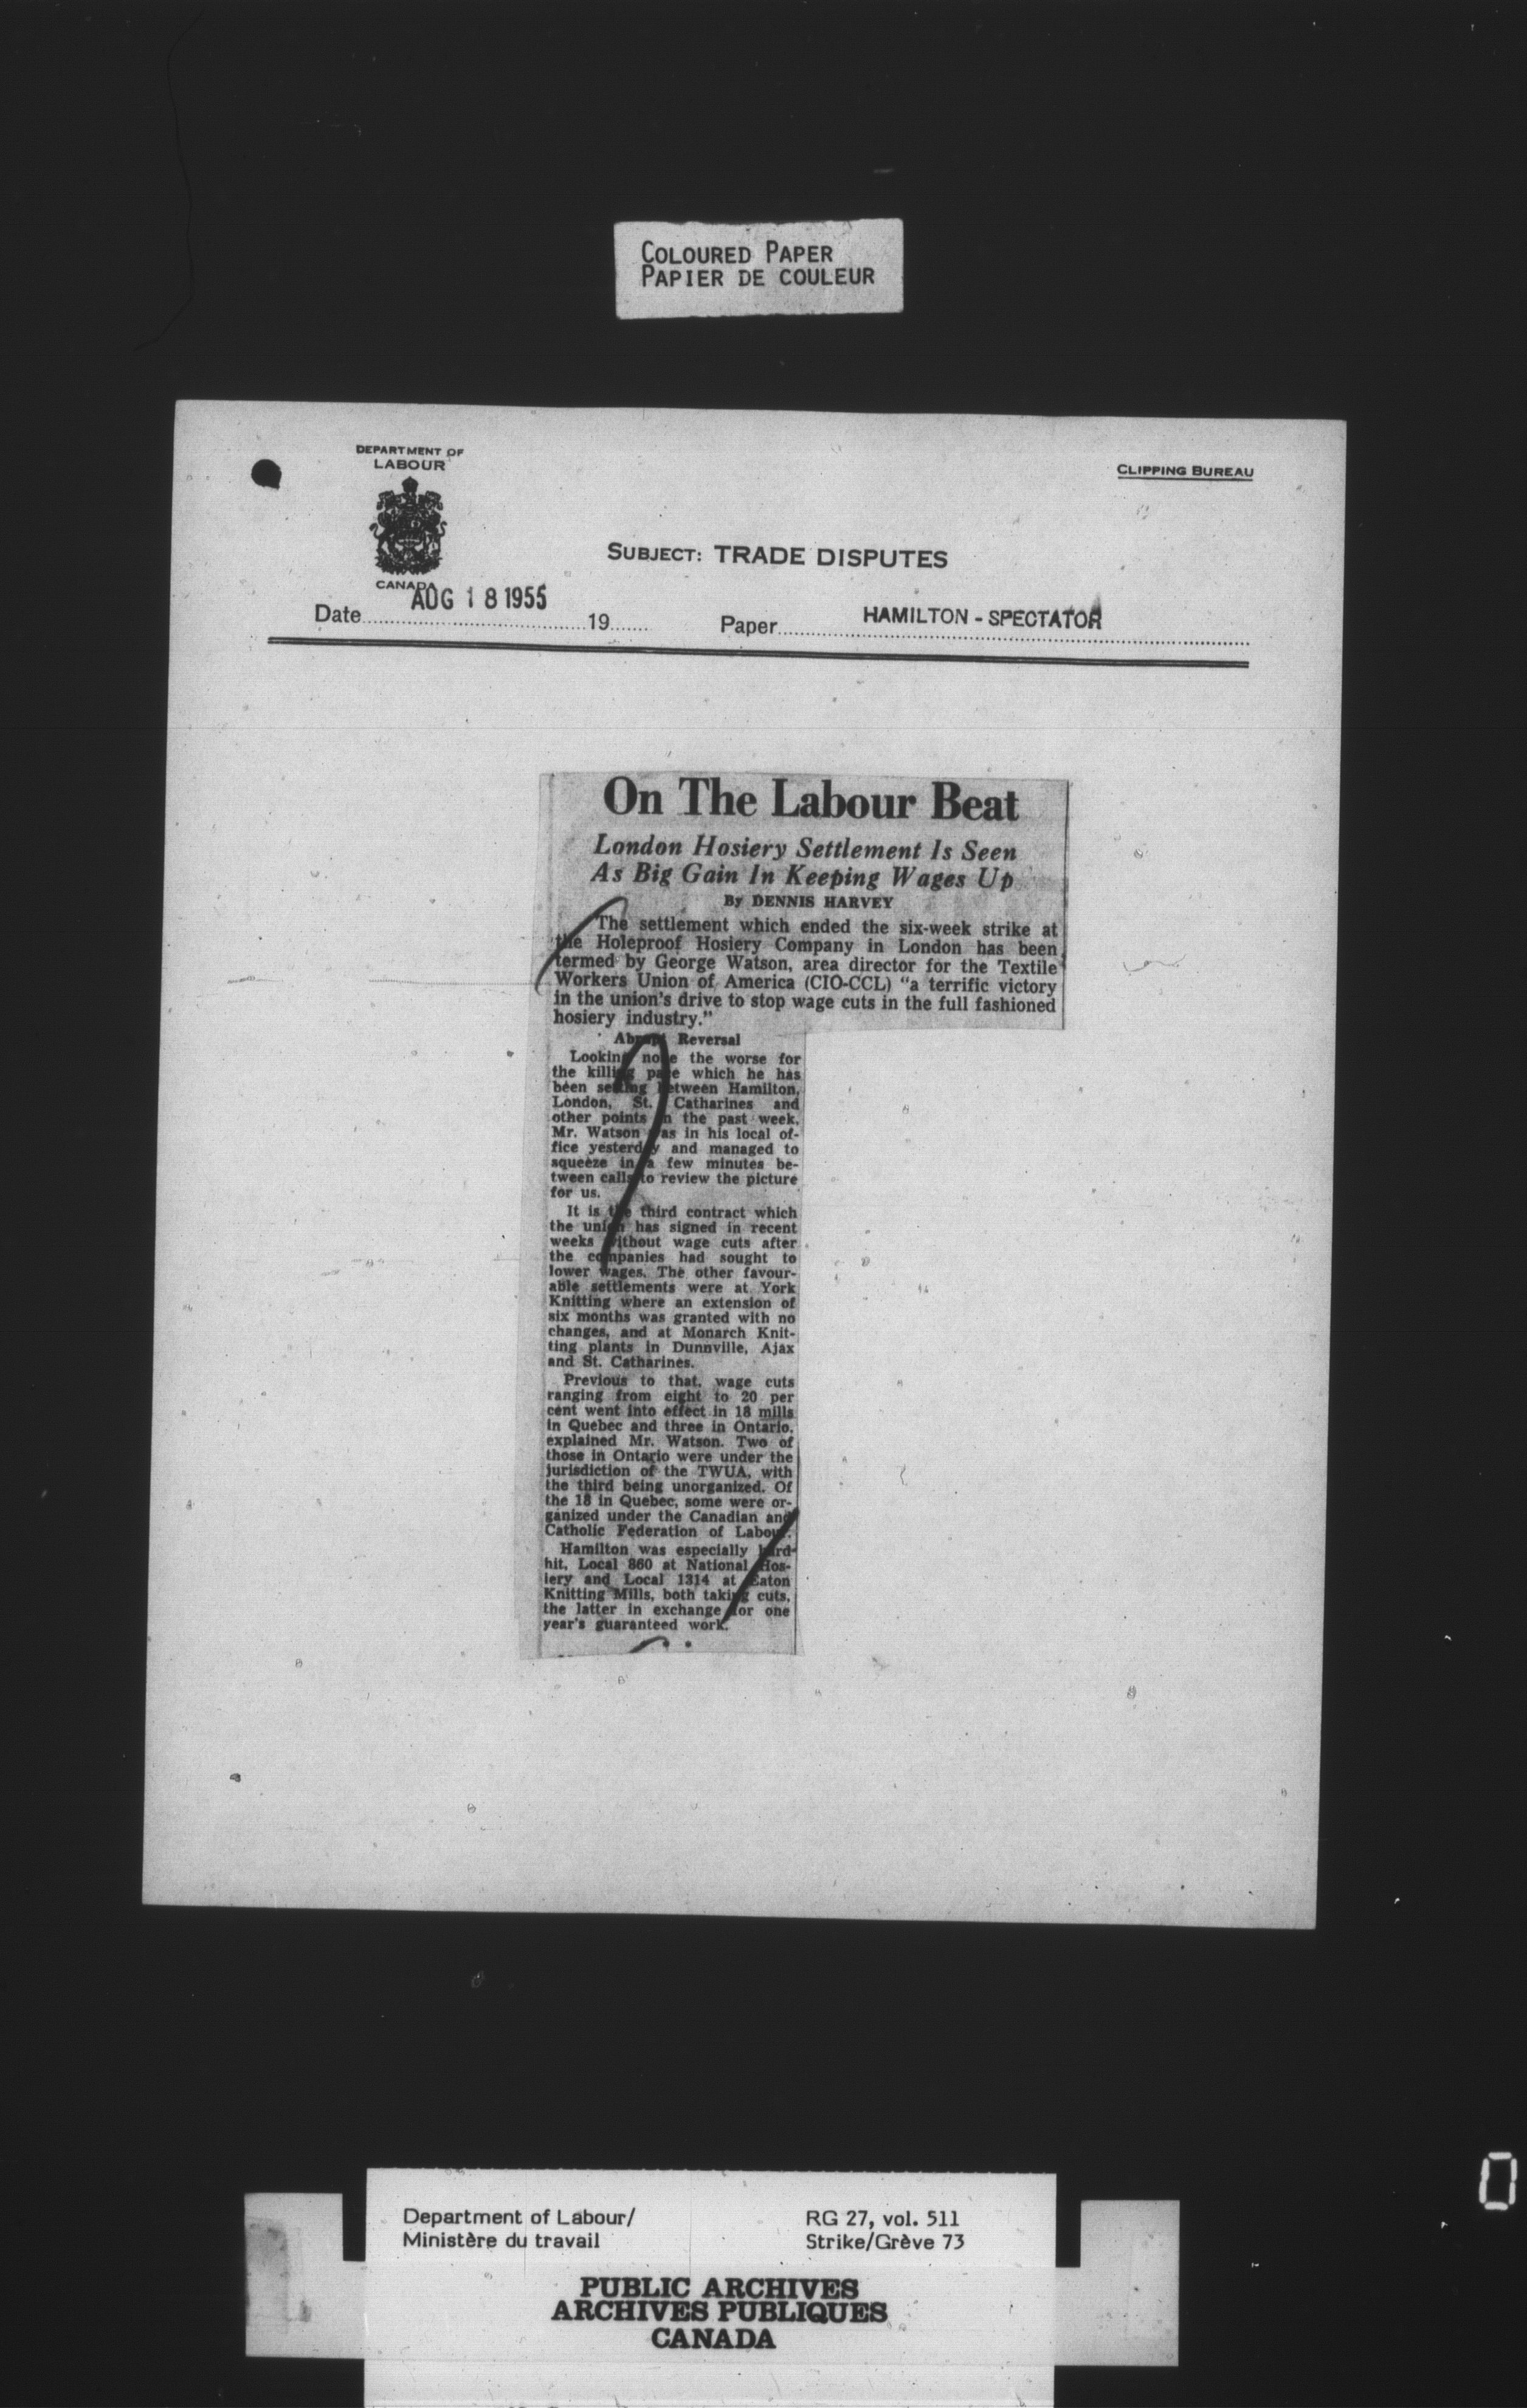 COLOURED PAPER
PAPIER DE COULEUR
DEPARTMENT OF
LABOUR
CANADA
CLIPPING BUREAU
SUBJECT: TRADE DISPUTES
Date AUG 18 1955 19 Paper HAMILTON - SPECTATOR
On The Labour Beat
London Hosiery Settlement Is Seen
As Big Gain In Keeping Wages Up
By DENNIS HARVEY
The settlement which ended the six-week strike at
the Holeproof Hosiery Company in London has been
termed by George Watson, area director for the Textile
Workers Union of America (CIO-CCL) "a terrific victory
in the union's drive to stop wage cuts in the full fashioned
hosiery industry."
Abrupt Reversal
Looking none the worse for
the killing pace which he has
been setting between Hamilton,
London, St. Catharines and
other points in the past week,
Mr. Watson was in his local of-
fice yesterday and managed to
squeeze in a few minutes be-
tween calls to review the picture
for us.
It is the third contract which
the union has signed in recent
weeks without wage cuts after
the companies had sought to
lower wages. The other favour-
able settlements were at York
Knitting where an extension of
six months was granted with no
changes, and at Monarch Knit-
ting plants in Dunnville, Ajax
and St. Catharines.
Previous to that, wage cuts
ranging from eight to 20 per
cent went into effect in 18 mills
in Quebec and three in Ontario,
explained Mr. Watson. Two of
those in Ontario were under the
jurisdiction of the TWUA, with
the third being unorganized. Of
the 18 in Quebec, some were or-
ganized under the Canadian and
Catholic Federation of Labour.
Hamilton was especially hard-
hit, Local 860 at National Hos-
iery and Local 1314 at Eaton
Knitting Mills, both taking cuts,
the latter in exchange for one
year's guaranteed work.
Department of Labour/
Ministère du travail
RG 27, vol. 511
Strike/Grève 73
PUBLIC ARCHIVES
ARCHIVES PUBLIQUES
CANADA
0